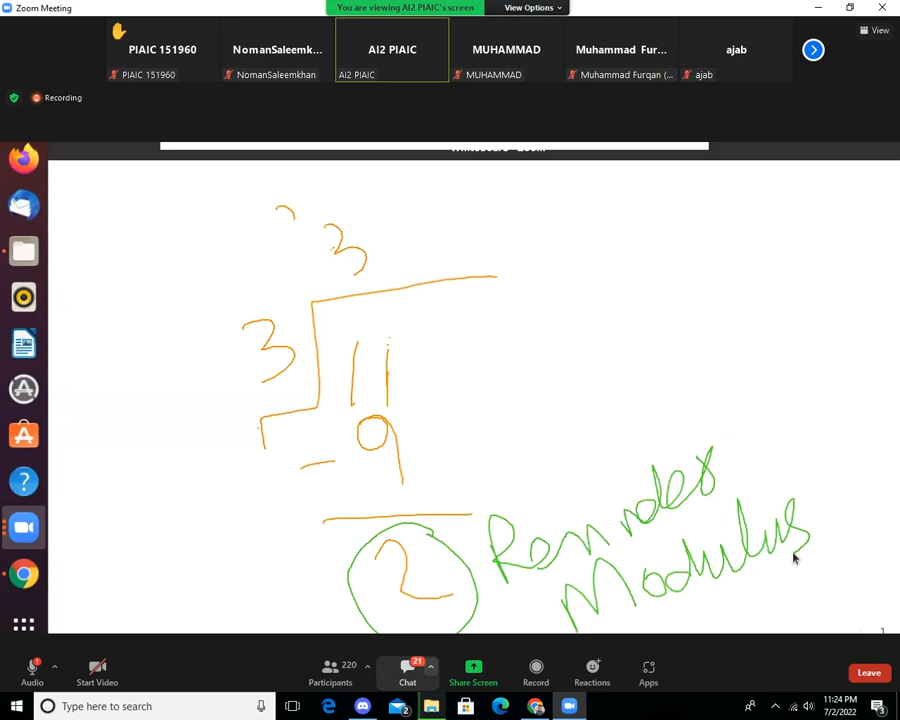 Zoom Meeting
You are viewing AI2 PIAIC's screen
View Options
View
PIAIC 151960
NomanSaleemkh...
AI2 PIAIC
MUHAMMAD
Muhammad Fur...
ajab
PIAIC 151960
NomanSaleemkhan
AI2 PIAIC
MUHAMMAD
Muhammad Furqan (...
ajab
Recording
3
3
11
- 9
2
Reminder
Modulus
Audio
Start Video
220
Participants
21
Chat
Share Screen
Record
Reactions
Apps
Leave
Type here to search
2
11:24 PM
7/2/2022
3